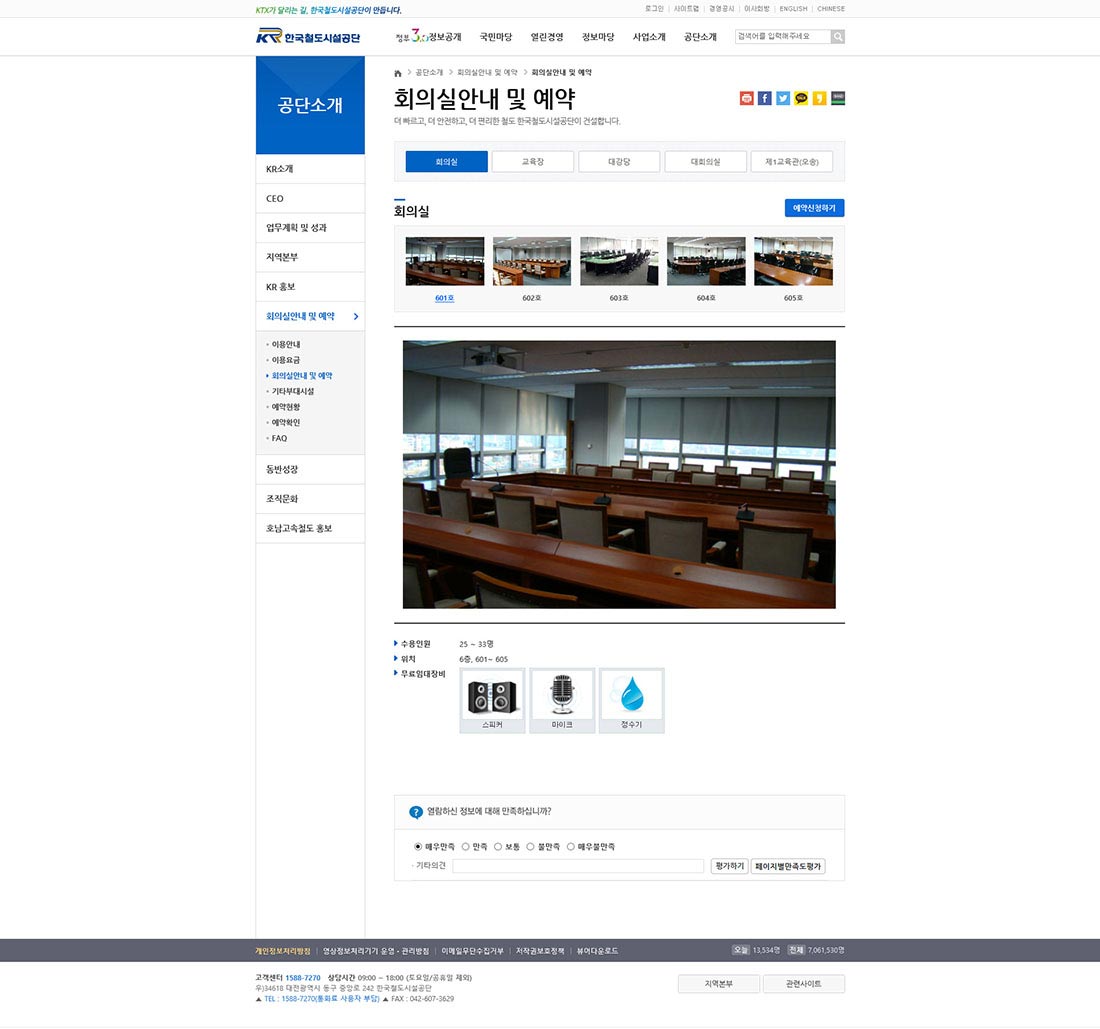 KTX가 달리는 길, 한국철도시설공단이 만듭니다.
로그인 | 사이트맵 | 경영공시 | 이사회방 | ENGLISH | CHINESE
KR 한국철도시설공단
정부3.0정보공개 국민마당 열린경영 정보마당 사업소개 공단소개
검색어를 입력해주세요
공단소개
KR소개
CEO
업무계획 및 성과
지역본부
KR 홍보
회의실안내 및 예약
이용안내
이용요금
회의실안내 및 예약
기타부대시설
예약현황
예약확인
FAQ
동반성장
조직문화
호남고속철도 홍보
> 공단소개 > 회의실안내 및 예약 > 회의실안내 및 예약
회의실안내 및 예약
더 빠르고, 더 안전하고, 더 편리한 철도 한국철도시설공단이 건설합니다.
회의실 교육장 대강당 대회의실 제1교육관(오송)
회의실
예약신청하기
601호 602호 603호 604호 605호
수용인원 25 ~ 33명
위치 6층, 601~ 605
무료임대장비
스피커 마이크 정수기
? 열람하신 정보에 대해 만족하십니까?
매우만족 만족 보통 불만족 매우불만족
· 기타의견 평가하기 페이지별만족도평가
개인정보처리방침 | 영상정보처리기기 운영·관리방침 | 이메일무단수집거부 | 저작권보호정책 | 뷰어다운로드
오늘 13,534명 전체 7,061,530명
고객센터 1588-7270 상담시간 09:00 ~ 18:00 (토요일/공휴일 제외)
우)34618 대전광역시 동구 중앙로 242 한국철도시설공단
▲ TEL : 1588-7270(통화료 사용자 부담) ▲ FAX : 042-607-3629
지역본부 관련사이트